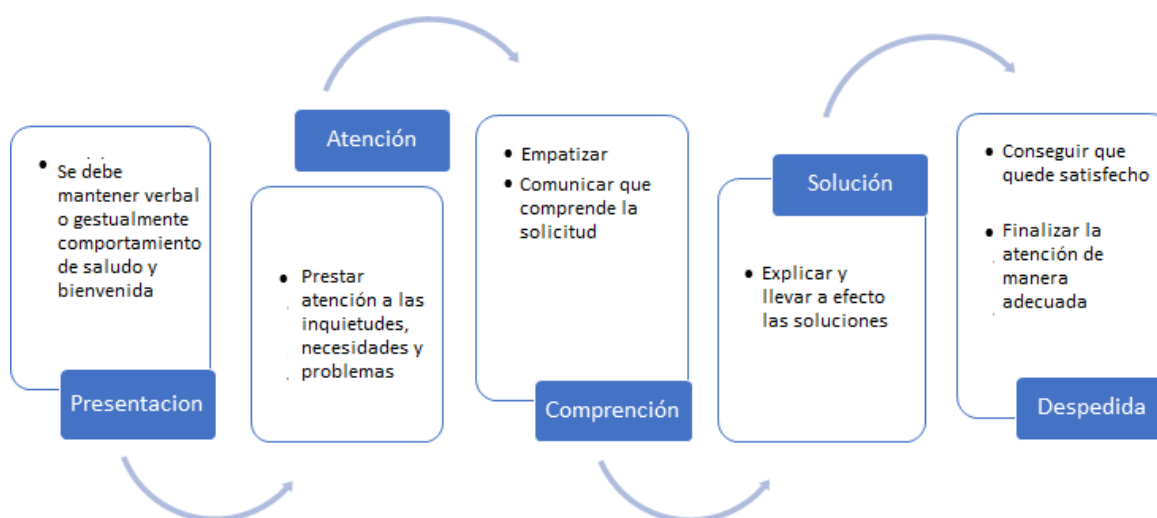 • Se debe
mantener verbal
o gestualmente
comportamiento
de saludo y
bienvenida
Presentacion
Atención
• Prestar
atención a las
inquietudes,
necesidades y
problemas
• Empatizar
• Comunicar que
comprende la
solicitud
Comprención
Solución
• Explicar y
llevar a efecto
las soluciones
• Conseguir que
quede satisfecho
• Finalizar la
atención de
manera
adecuada
Despedida